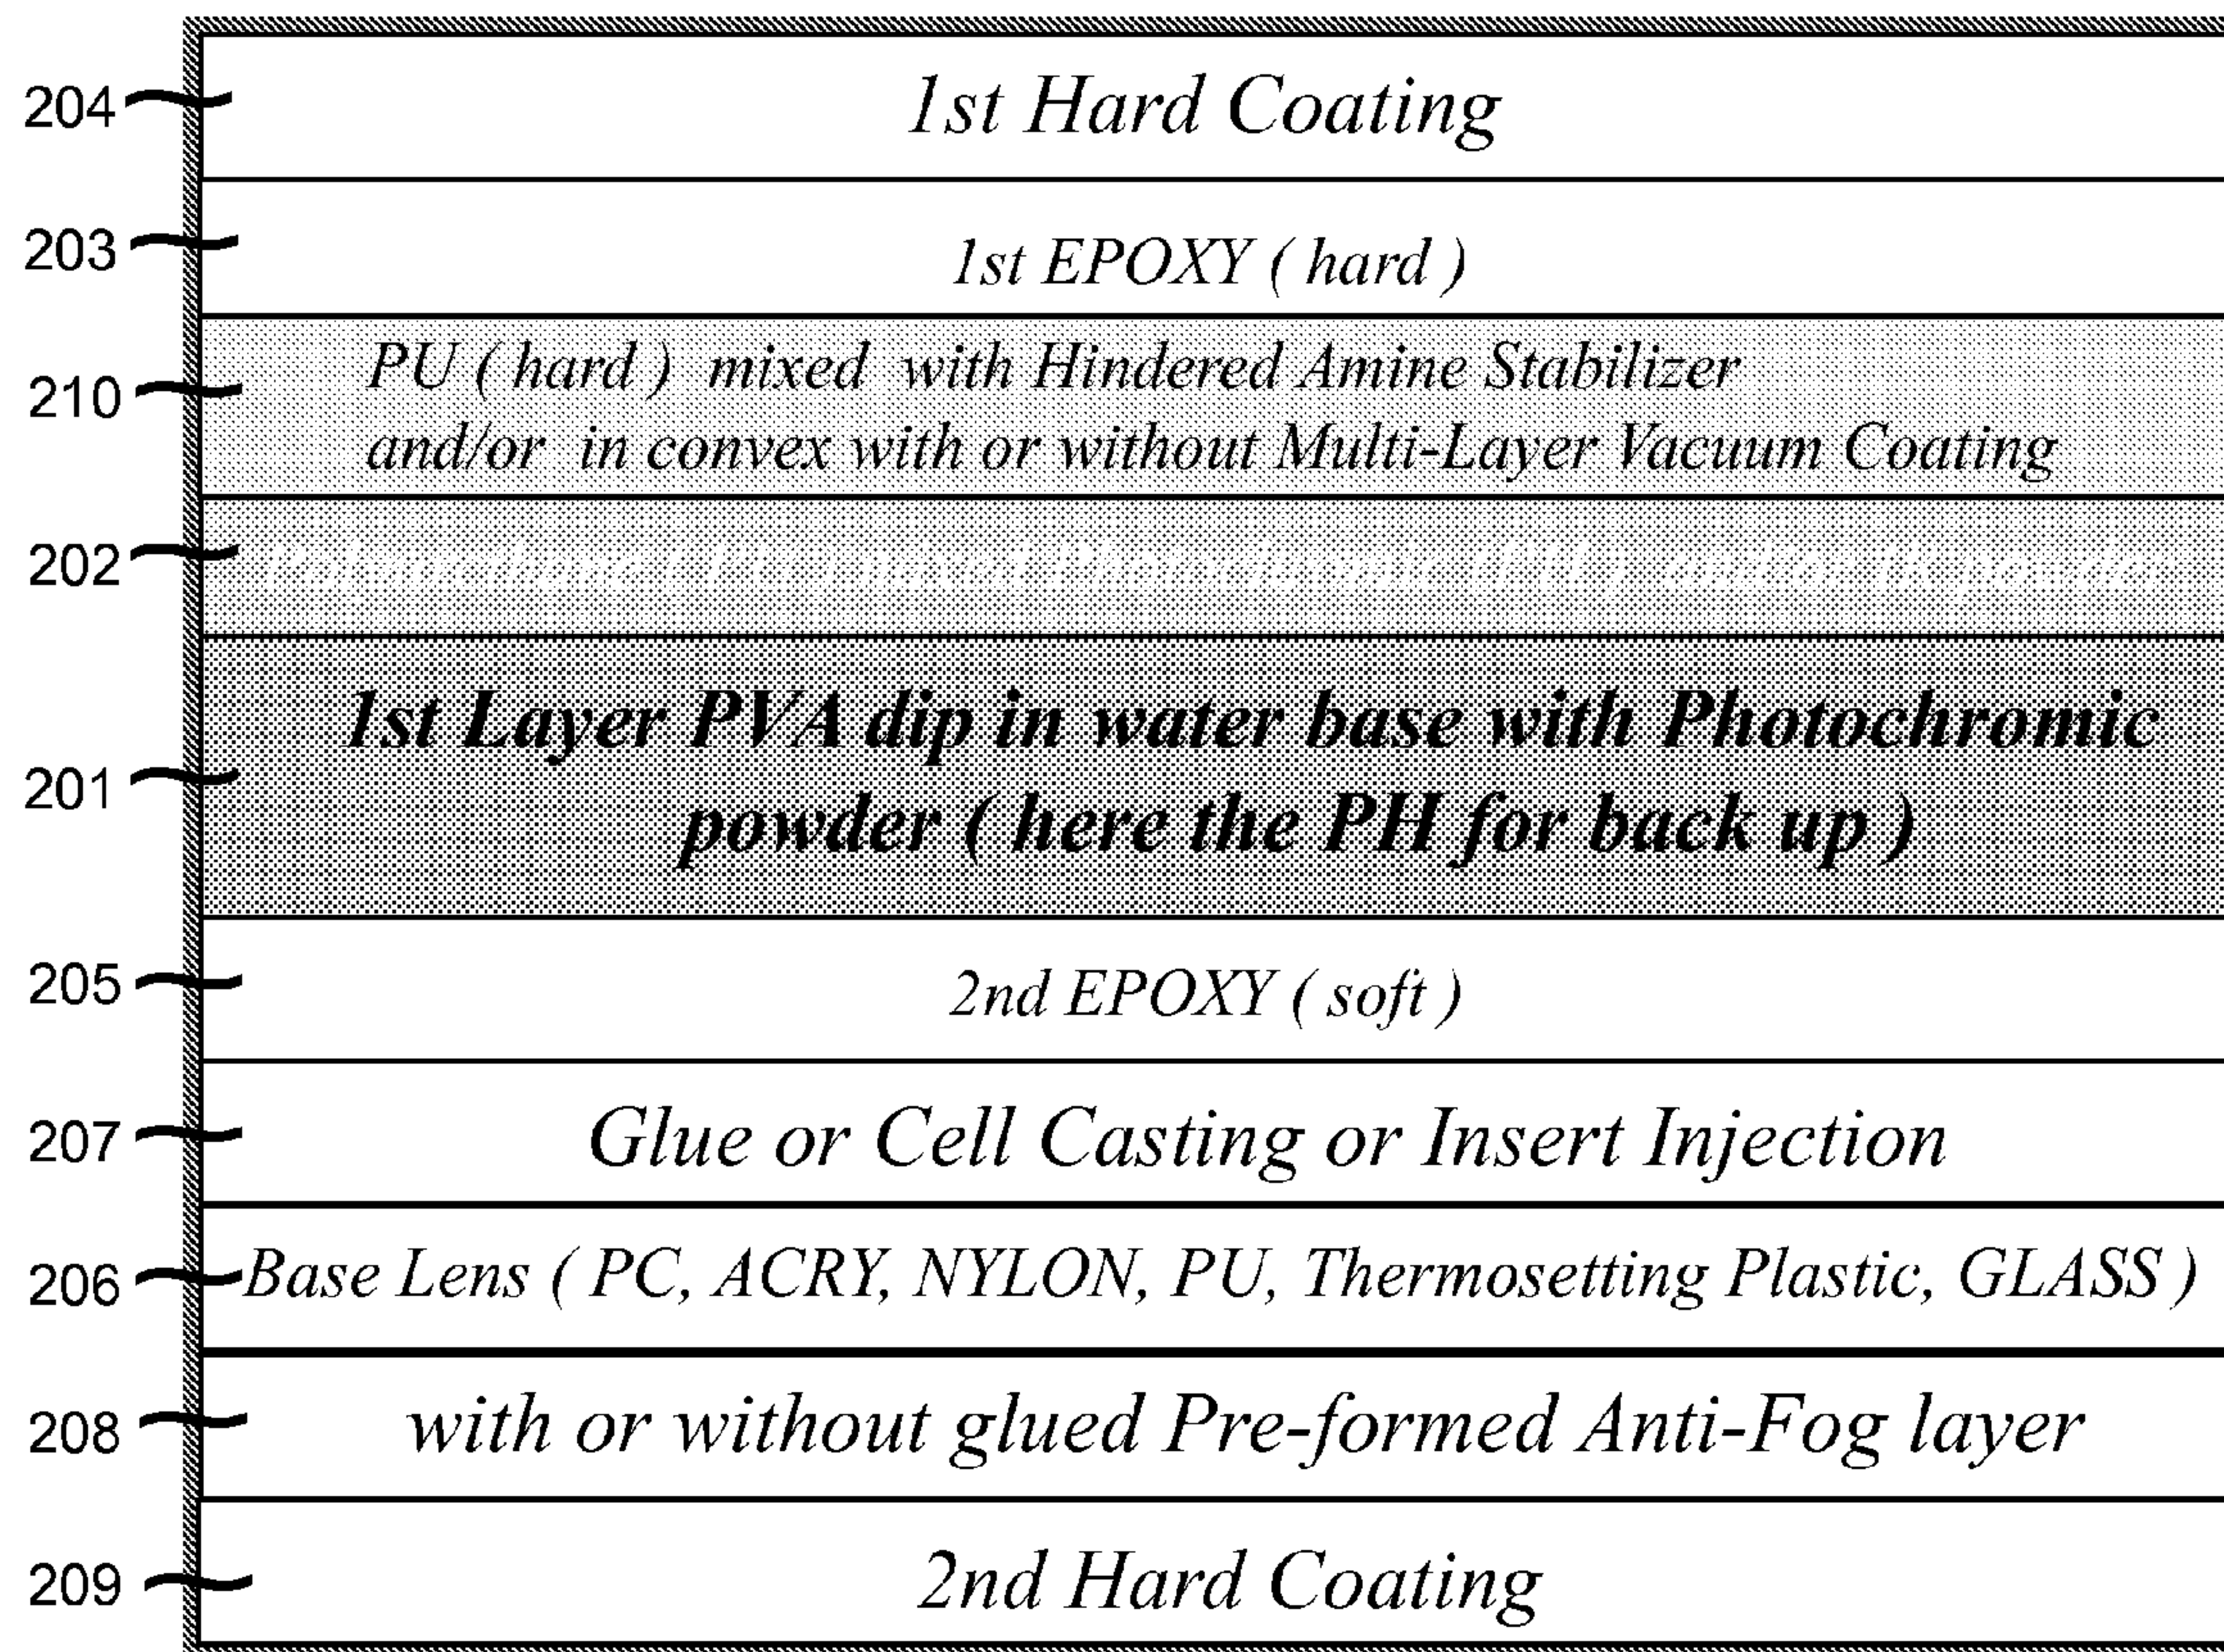 204 1st Hard Coating
203 1st EPOXY ( hard )
PU ( hard ) mixed with Hindered Amine Stabilizer
210
and/or in convex with or without Multi-Layer Vacuum Coating
202
1st Layer PVA dip in water base with Photochromic
201
powder ( here the PH for back up )
205 2nd EPOXY ( soft )
207 Glue or Cell Casting or Insert Injection
206 Base Lens ( PC, ACRY, NYLON, PU, Thermosetting Plastic, GLASS )
208 with or without glued Pre-formed Anti-Fog layer
209 2nd Hard Coating